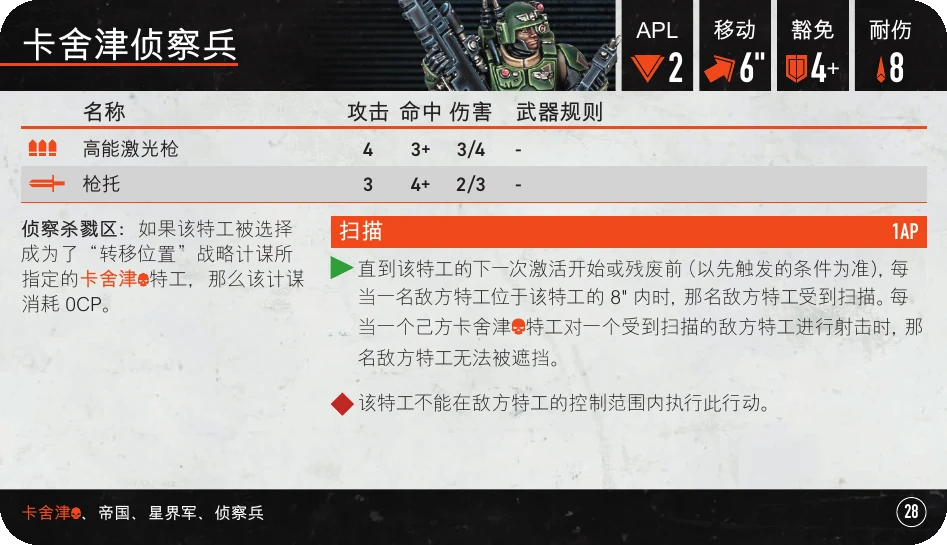 卡舍津侦察兵
APL 移动 豁免 耐伤
2 6" 4+ 8
名称 攻击 命中 伤害 武器规则
高能激光枪 4 3+ 3/4 -
枪托 3 4+ 2/3 -
侦察杀戮区：如果该特工被选择
成为了“转移位置”战略计谋所
指定的卡舍津特工，那么该计谋
消耗 0CP。
扫描 1AP
直到该特工的下一次激活开始或残废前（以先触发的条件为准），每
当一名敌方特工位于该特工的 8" 内时，那名敌方特工受到扫描。每
当一个己方卡舍津特工对一个受到扫描的敌方特工进行射击时，那
名敌方特工无法被遮挡。
该特工不能在敌方特工的控制范围内执行此行动。
卡舍津、帝国、星界军、侦察兵
28